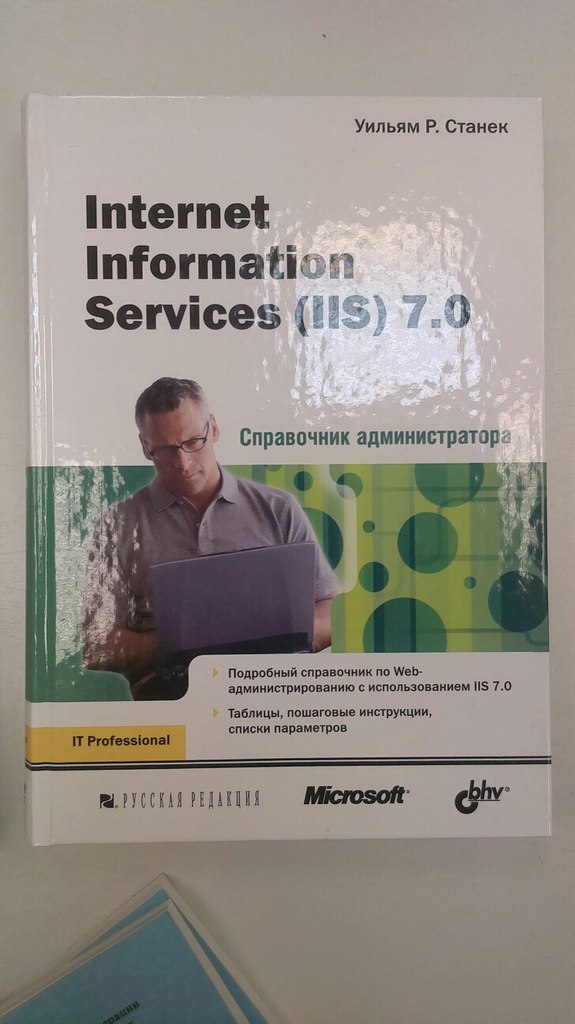 Уильям Р. Станек
Internet
Information
Services (IIS) 7.0
Справочник администратора
Подробный справочник по Web-
администрированию с использованием IIS 7.0
Таблицы, пошаговые инструкции,
списки параметров
IT Professional
РУССКАЯ РЕДАКЦИЯ
Microsoft®
bhv®